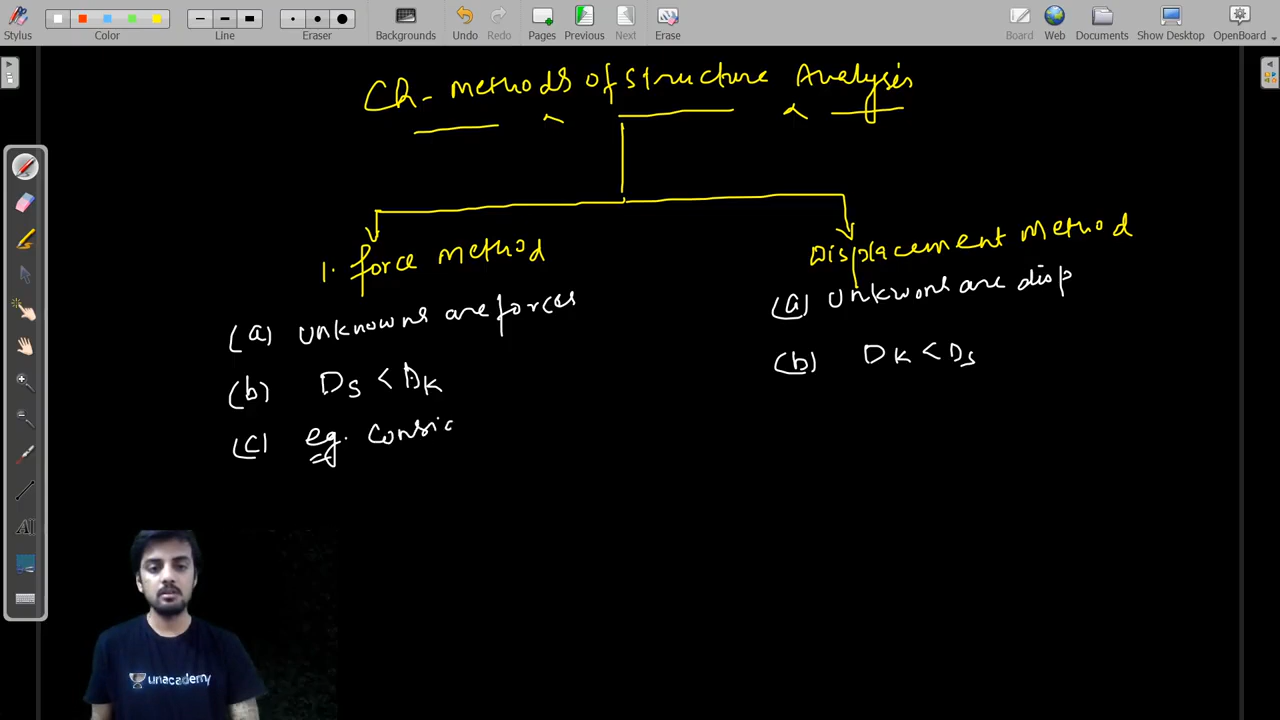 Stylus
Color
Line
Eraser
Backgrounds
Undo
Redo
Pages
Previous
Next
Erase
Board
Web
Documents
Show Desktop
OpenBoard
Ch- Methods of Structure Analysis
1. Force Method
(a) Unknowns are forces
(b) Ds < Dk
(c) eg. Consi
Displacement Method
(a) Unkwons are disp
(b) Dk < Ds
unacademy